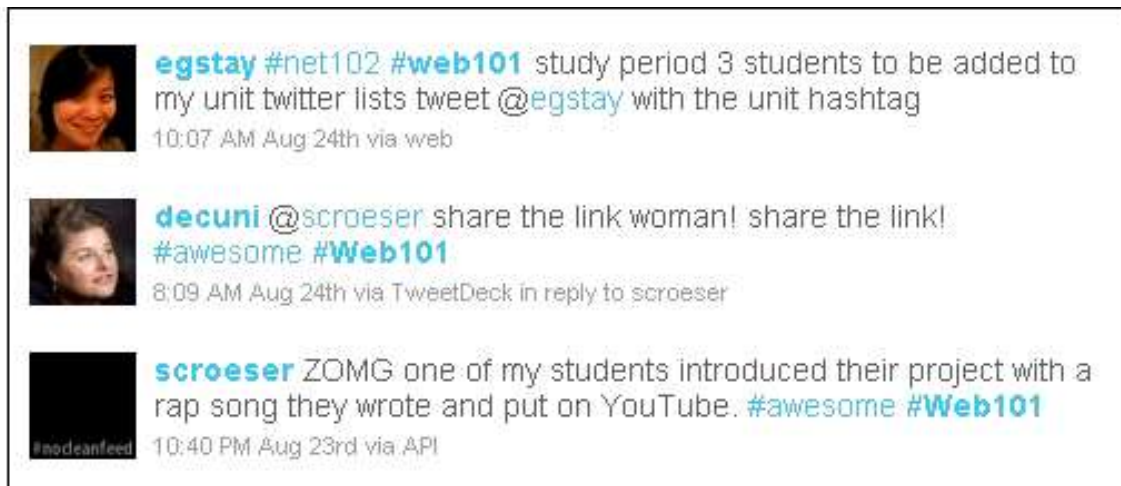 egstay #net102 #web101 study period 3 students to be added to
my unit twitter lists tweet @egstay with the unit hashtag
10:07 AM Aug 24th via web
decuni @scroeser share the link woman! share the link!
#awesome #Web101
8:09 AM Aug 24th via TweetDeck in reply to scroeser
scroeser ZOMG one of my students introduced their project with a
rap song they wrote and put on YouTube. #awesome #Web101
#nocleanfeed
10:40 PM Aug 23rd via API